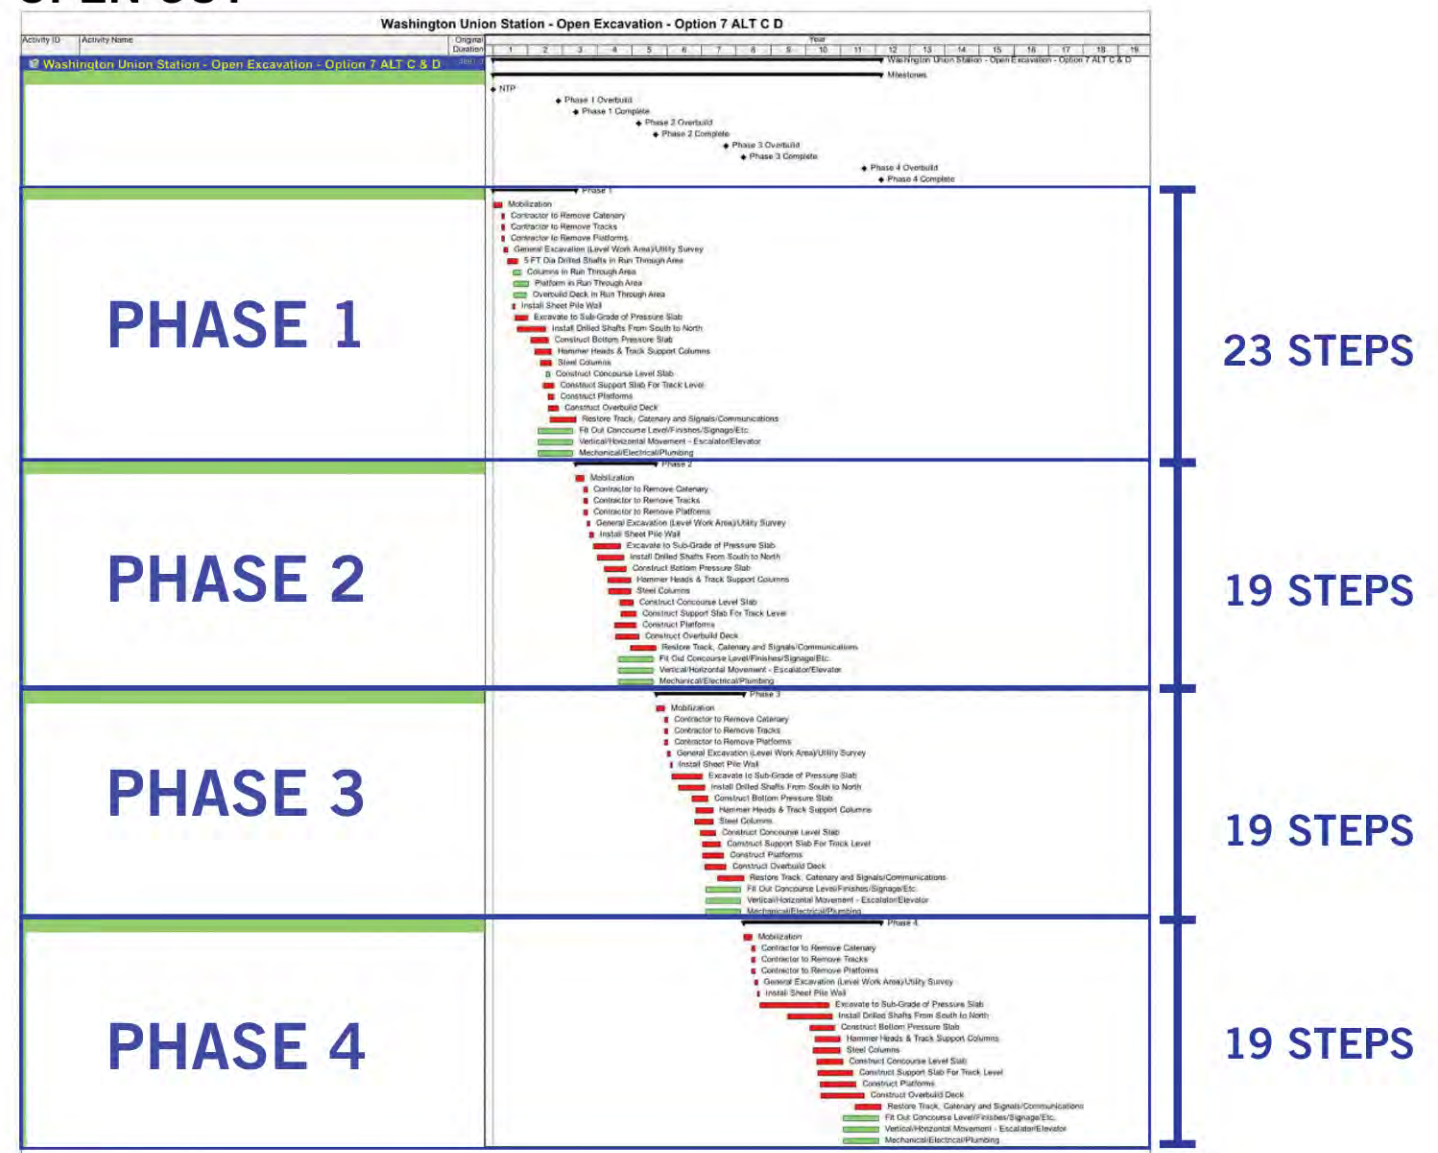 Washington Union Station - Open Excavation - Option 7 ALT C D
Activity ID Activity Name Original Duration Year
1 2 3 4 5 6 7 8 9 10 11 12 13 14 15 16 17 18 19
Washington Union Station - Open Excavation - Option 7 ALT C & D Washington Union Station - Open Excavation - Option 7 ALT C & D
Milestones
NTP
Phase 1 Overbuild
Phase 1 Complete
Phase 2 Overbuild
Phase 2 Complete
Phase 3 Overbuild
Phase 3 Complete
Phase 4 Overbuild
Phase 4 Complete
PHASE 1
Phase 1
Mobilization
Contractor to Remove Catenary
Contractor to Remove Tracks
Contractor to Remove Platforms
General Excavation (Level Work Area)/Utility Survey
5 FT Dia Drilled Shafts in Run Through Area
Columns in Run Through Area
Platform in Run Through Area
Overbuild Deck in Run Through Area
Install Sheet Pile Wall
Excavate to Sub-Grade of Pressure Slab
Install Drilled Shafts From South to North
Construct Bottom Pressure Slab
Hammer Heads & Track Support Columns
Steel Columns
Construct Concourse Level Slab
Construct Support Slab For Track Level
Construct Platforms
Construct Overbuild Deck
Restore Track, Catenary and Signals/Communications
Fit Out Concourse Level/Finishes/Signage/Etc.
Vertical/Horizontal Movement - Escalator/Elevator
Mechanical/Electrical/Plumbing
23 STEPS
PHASE 2
Phase 2
Mobilization
Contractor to Remove Catenary
Contractor to Remove Tracks
Contractor to Remove Platforms
General Excavation (Level Work Area)/Utility Survey
Install Sheet Pile Wall
Excavate to Sub-Grade of Pressure Slab
Install Drilled Shafts From South to North
Construct Bottom Pressure Slab
Hammer Heads & Track Support Columns
Steel Columns
Construct Concourse Level Slab
Construct Support Slab For Track Level
Construct Platforms
Construct Overbuild Deck
Restore Track, Catenary and Signals/Communications
Fit Out Concourse Level/Finishes/Signage/Etc.
Vertical/Horizontal Movement - Escalator/Elevator
Mechanical/Electrical/Plumbing
19 STEPS
PHASE 3
Phase 3
Mobilization
Contractor to Remove Catenary
Contractor to Remove Tracks
Contractor to Remove Platforms
General Excavation (Level Work Area)/Utility Survey
Install Sheet Pile Wall
Excavate to Sub-Grade of Pressure Slab
Install Drilled Shafts From South to North
Construct Bottom Pressure Slab
Hammer Heads & Track Support Columns
Steel Columns
Construct Concourse Level Slab
Construct Support Slab For Track Level
Construct Platforms
Construct Overbuild Deck
Restore Track, Catenary and Signals/Communications
Fit Out Concourse Level/Finishes/Signage/Etc.
Vertical/Horizontal Movement - Escalator/Elevator
Mechanical/Electrical/Plumbing
19 STEPS
PHASE 4
Phase 4
Mobilization
Contractor to Remove Catenary
Contractor to Remove Tracks
Contractor to Remove Platforms
General Excavation (Level Work Area)/Utility Survey
Install Sheet Pile Wall
Excavate to Sub-Grade of Pressure Slab
Install Drilled Shafts From South to North
Construct Bottom Pressure Slab
Hammer Heads & Track Support Columns
Steel Columns
Construct Concourse Level Slab
Construct Support Slab For Track Level
Construct Platforms
Construct Overbuild Deck
Restore Track, Catenary and Signals/Communications
Fit Out Concourse Level/Finishes/Signage/Etc.
Vertical/Horizontal Movement - Escalator/Elevator
Mechanical/Electrical/Plumbing
19 STEPS